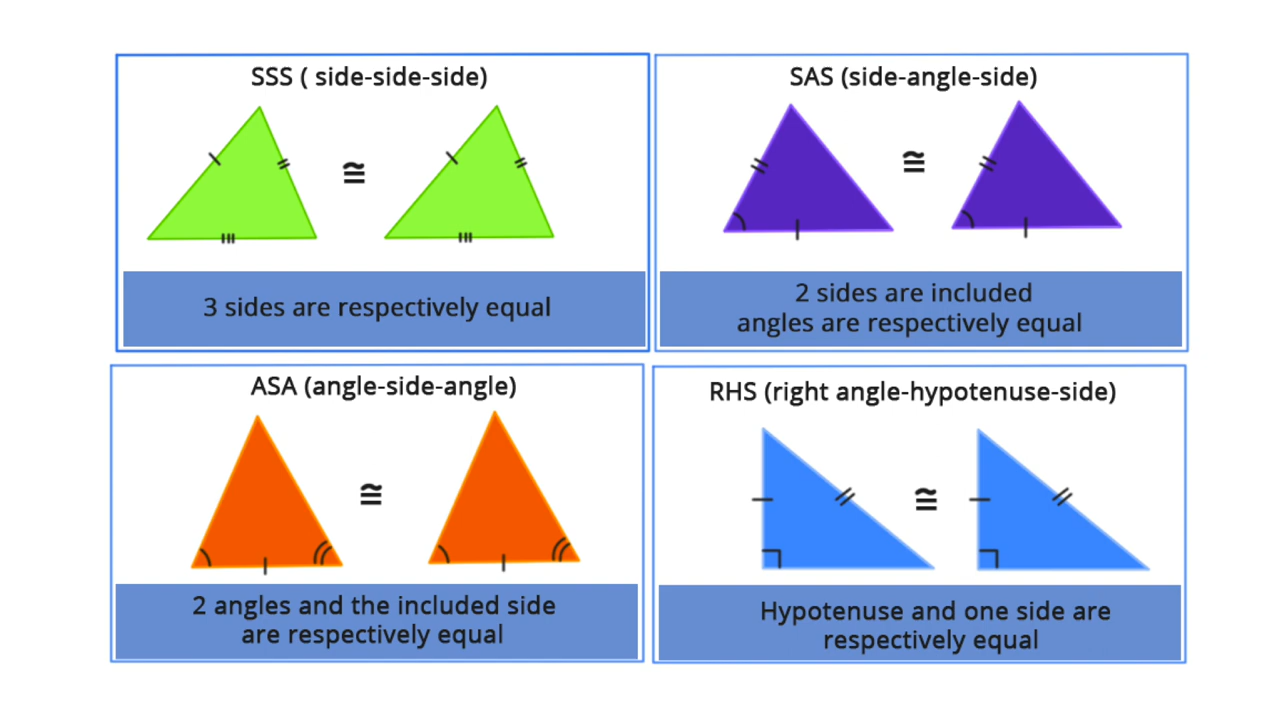 SSS ( side-side-side)
≅
3 sides are respectively equal
SAS (side-angle-side)
≅
2 sides are included
angles are respectively equal
ASA (angle-side-angle)
≅
2 angles and the included side
are respectively equal
RHS (right angle-hypotenuse-side)
≅
Hypotenuse and one side are
respectively equal